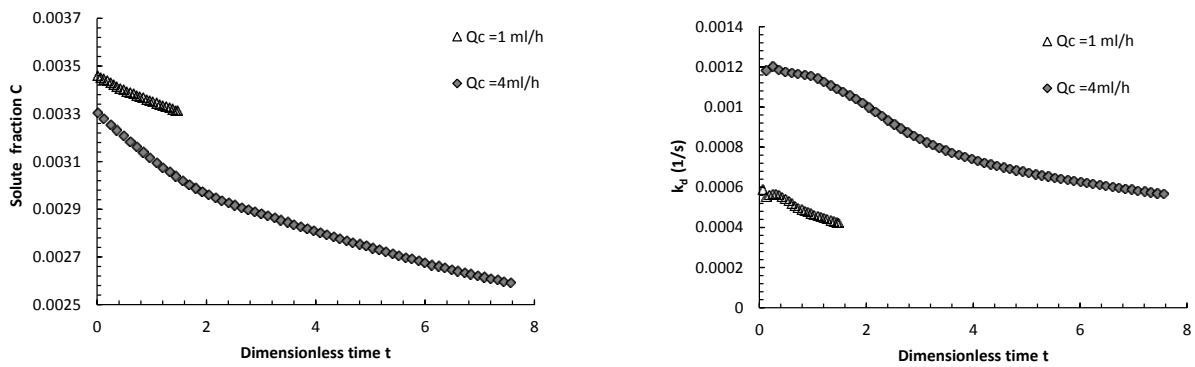 0.0037
0.0035
0.0033
0.0031
0.0029
0.0027
0.0025
Solute fraction C
0 2 4 6 8
Dimensionless time t
Qc =1 ml/h
Qc =4ml/h
0.0014
0.0012
0.001
0.0008
0.0006
0.0004
0.0002
0
kd (1/s)
0 2 4 6 8
Dimensionless time t
Qc =1 ml/h
Qc =4ml/h